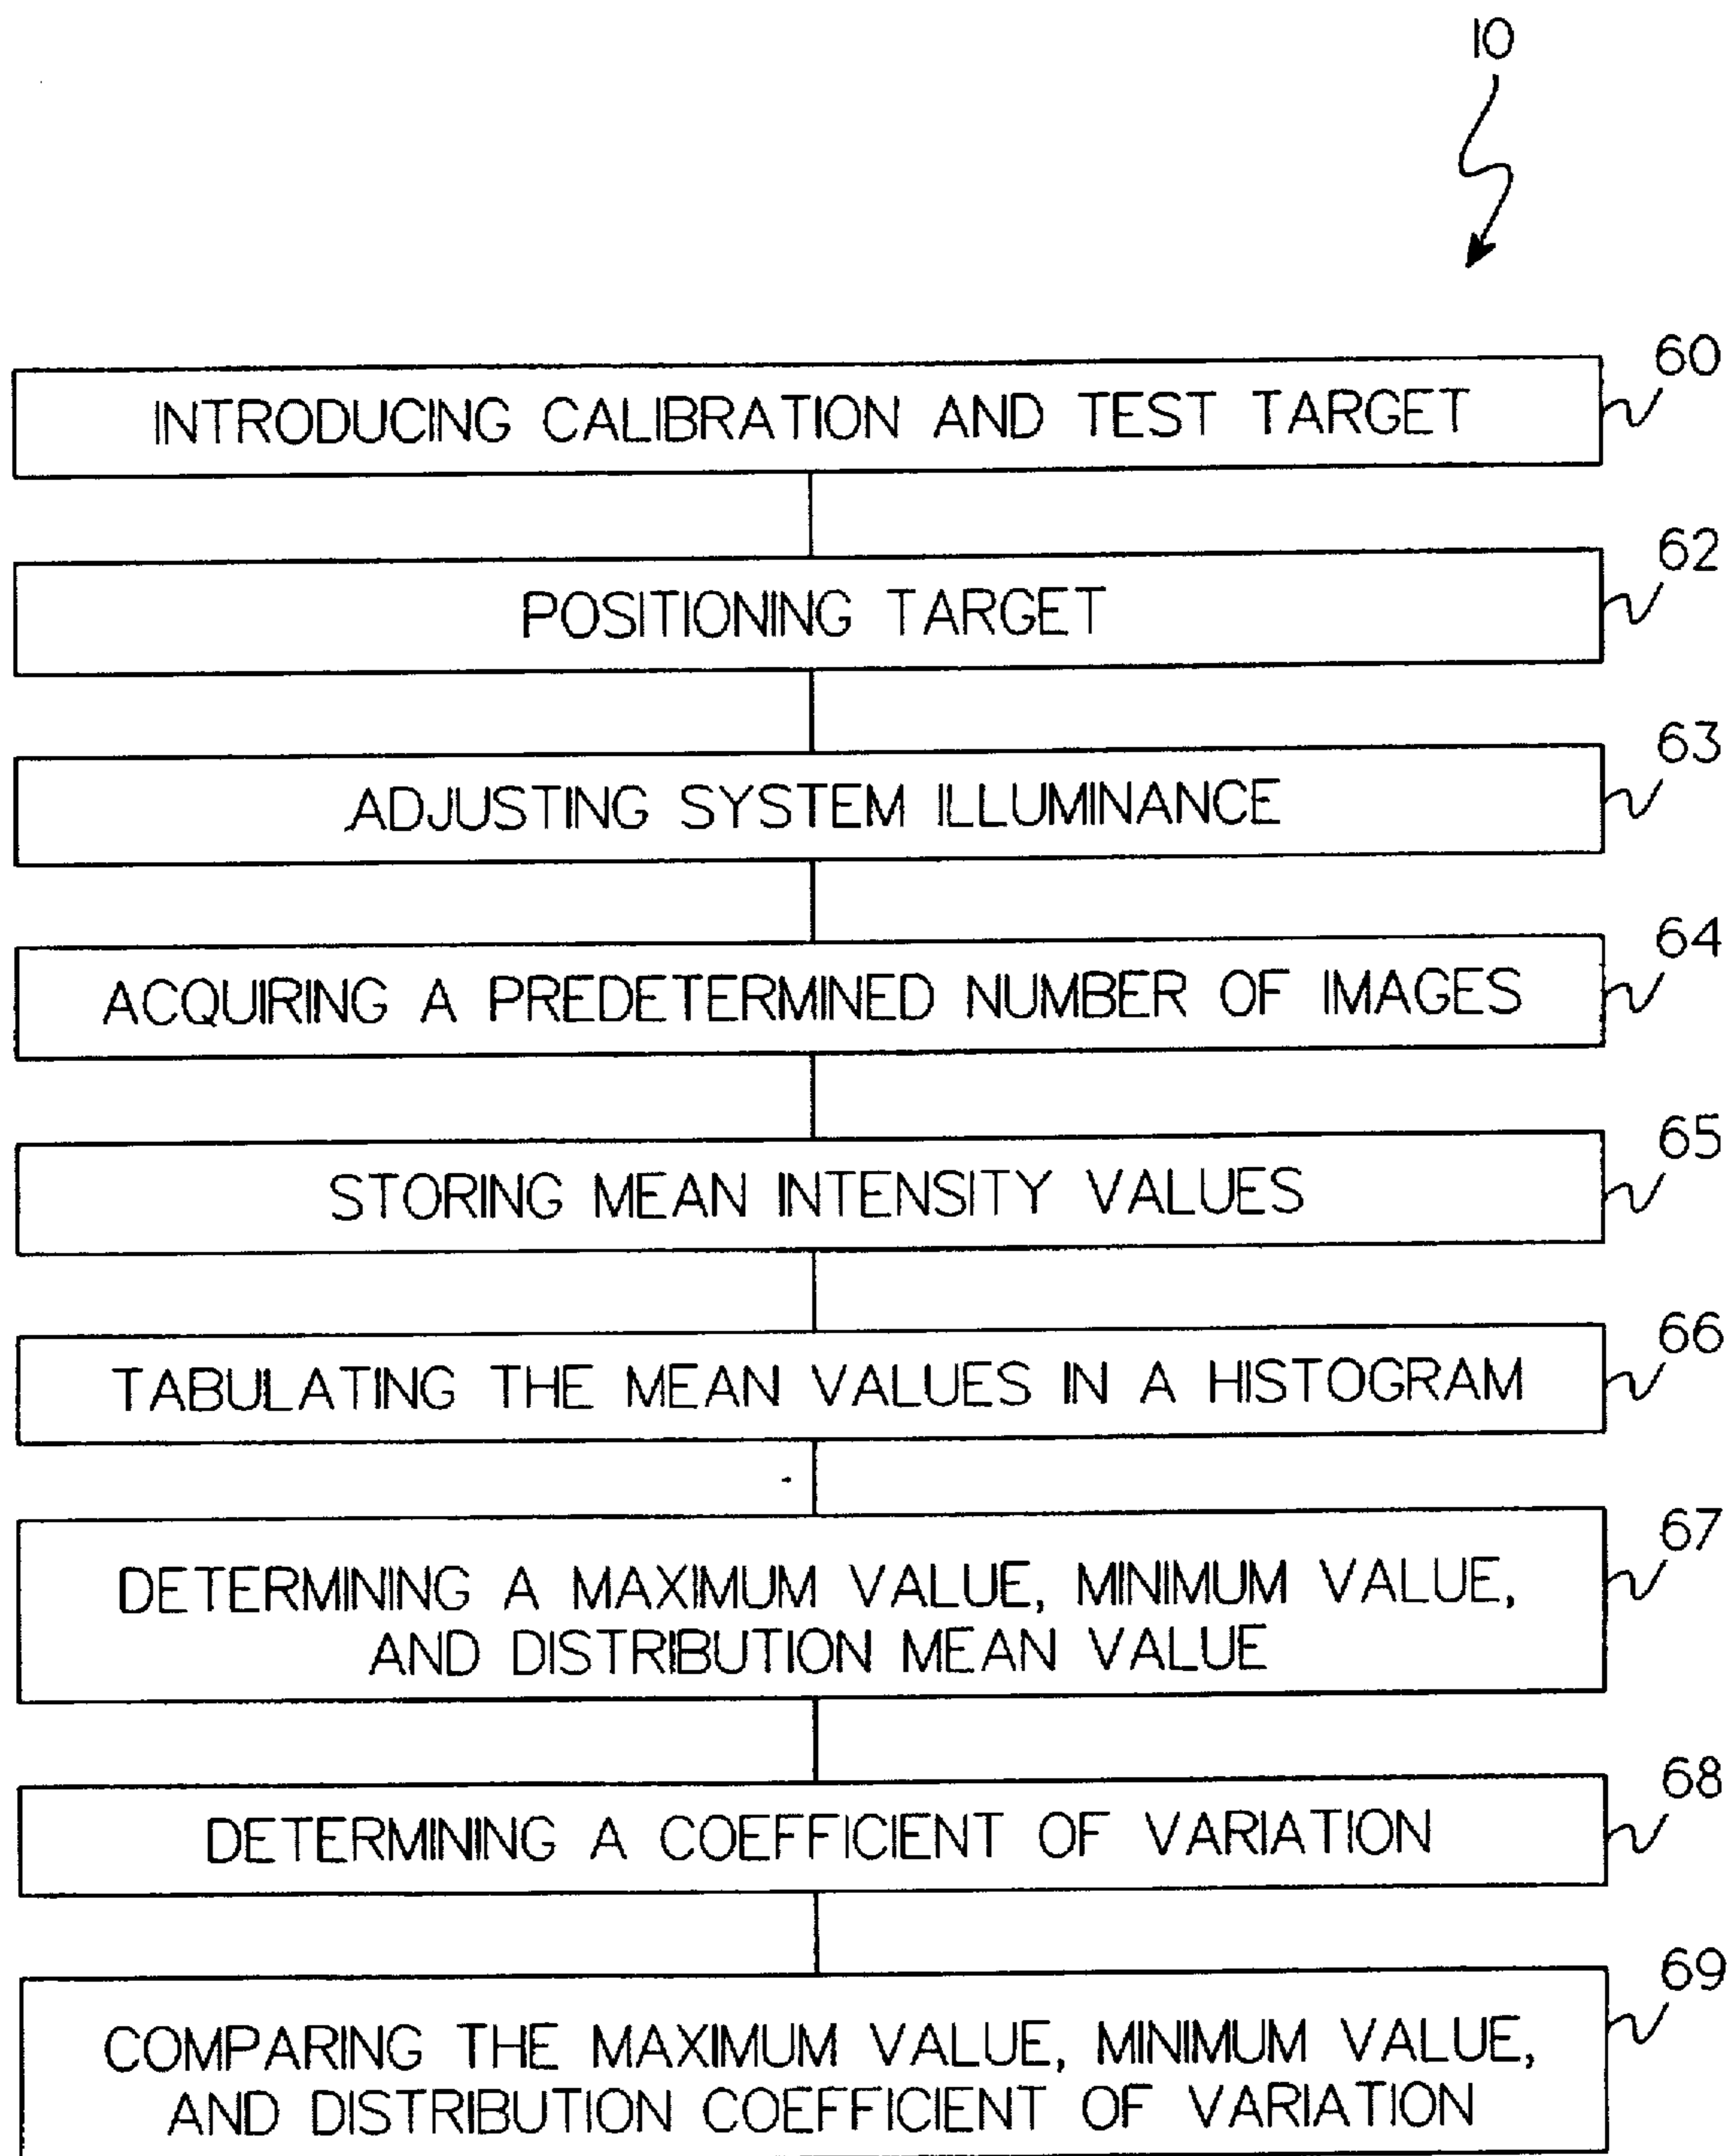 10
INTRODUCING CALIBRATION AND TEST TARGET
60
POSITIONING TARGET
62
ADJUSTING SYSTEM ILLUMINANCE
63
ACQUIRING A PREDETERMINED NUMBER OF IMAGES
64
STORING MEAN INTENSITY VALUES
65
TABULATING THE MEAN VALUES IN A HISTOGRAM
66
DETERMINING A MAXIMUM VALUE, MINIMUM VALUE,
AND DISTRIBUTION MEAN VALUE
67
DETERMINING A COEFFICIENT OF VARIATION
68
COMPARING THE MAXIMUM VALUE, MINIMUM VALUE,
AND DISTRIBUTION COEFFICIENT OF VARIATION
69